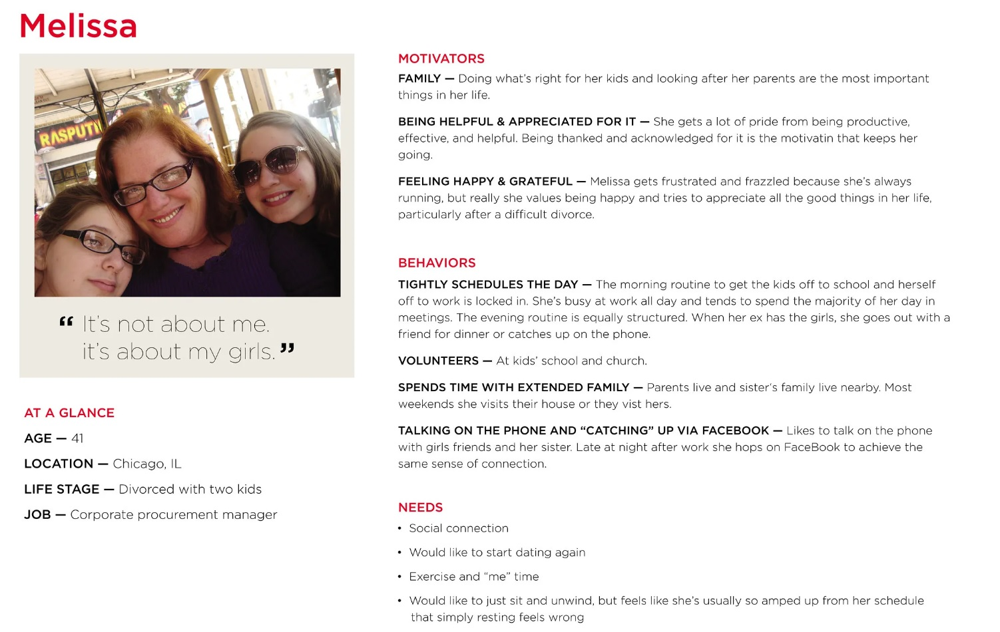 Melissa
RASPUTI
“ It’s not about me.
it’s about my girls. ”
AT A GLANCE
AGE — 41
LOCATION — Chicago, IL
LIFE STAGE — Divorced with two kids
JOB — Corporate procurement manager
MOTIVATORS
FAMILY — Doing what’s right for her kids and looking after her parents are the most important
things in her life.
BEING HELPFUL & APPRECIATED FOR IT — She gets a lot of pride from being productive,
effective, and helpful. Being thanked and acknowledged for it is the motivatin that keeps her
going.
FEELING HAPPY & GRATEFUL — Melissa gets frustrated and frazzled because she’s always
running, but really she values being happy and tries to appreciate all the good things in her life,
particularly after a difficult divorce.
BEHAVIORS
TIGHTLY SCHEDULES THE DAY — The morning routine to get the kids off to school and herself
off to work is locked in. She’s busy at work all day and tends to spend the majority of her day in
meetings. The evening routine is equally structured. When her ex has the girls, she goes out with a
friend for dinner or catches up on the phone.
VOLUNTEERS — At kids’ school and church.
SPENDS TIME WITH EXTENDED FAMILY — Parents live and sister‘s family live nearby. Most
weekends she visits their house or they vist hers.
TALKING ON THE PHONE AND “CATCHING” UP VIA FACEBOOK — Likes to talk on the phone
with girls friends and her sister. Late at night after work she hops on FaceBook to achieve the
same sense of connection.
NEEDS
• Social connection
• Would like to start dating again
• Exercise and “me” time
• Would like to just sit and unwind, but feels like she’s usually so amped up from her schedule
that simply resting feels wrong